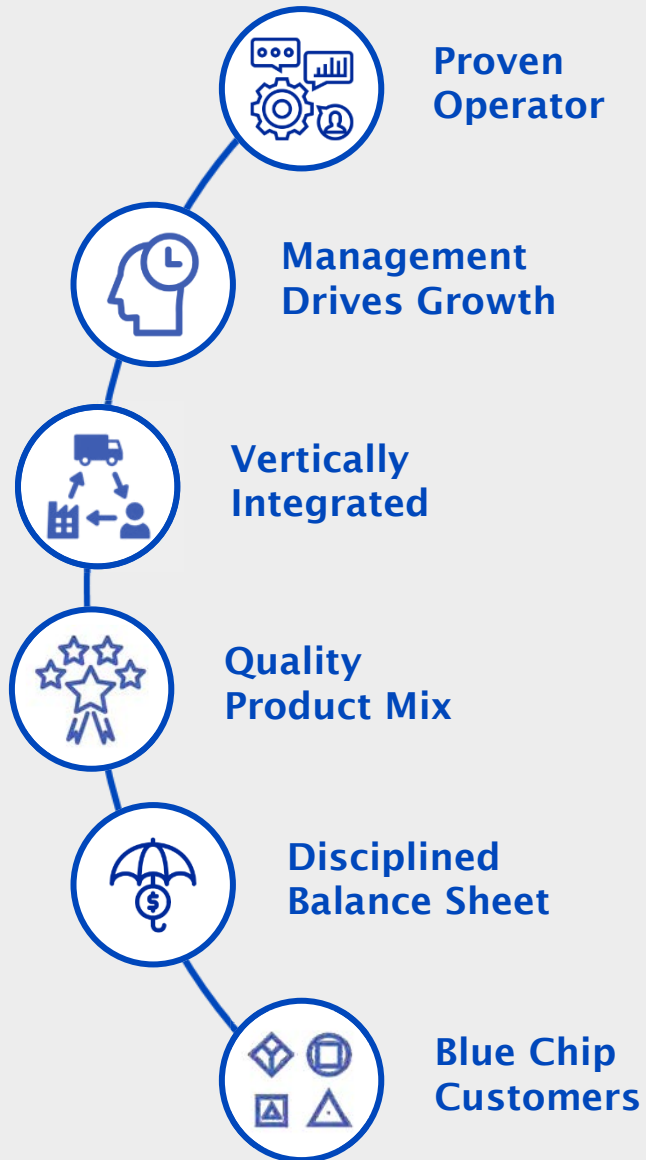 Proven
Operator
Management
Drives Growth
Vertically
Integrated
Quality
Product Mix
Disciplined
Balance Sheet
Blue Chip
Customers